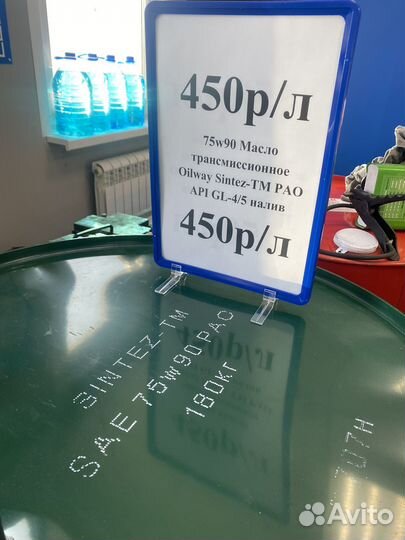 450р/л
75w90 Масло
трансмиссионное
Oilway Sintez-TM PAO
API GL-4/5 налив
450р/л
SINTEZ-TM
SAE 75W90 PAO
180КГ
Avito